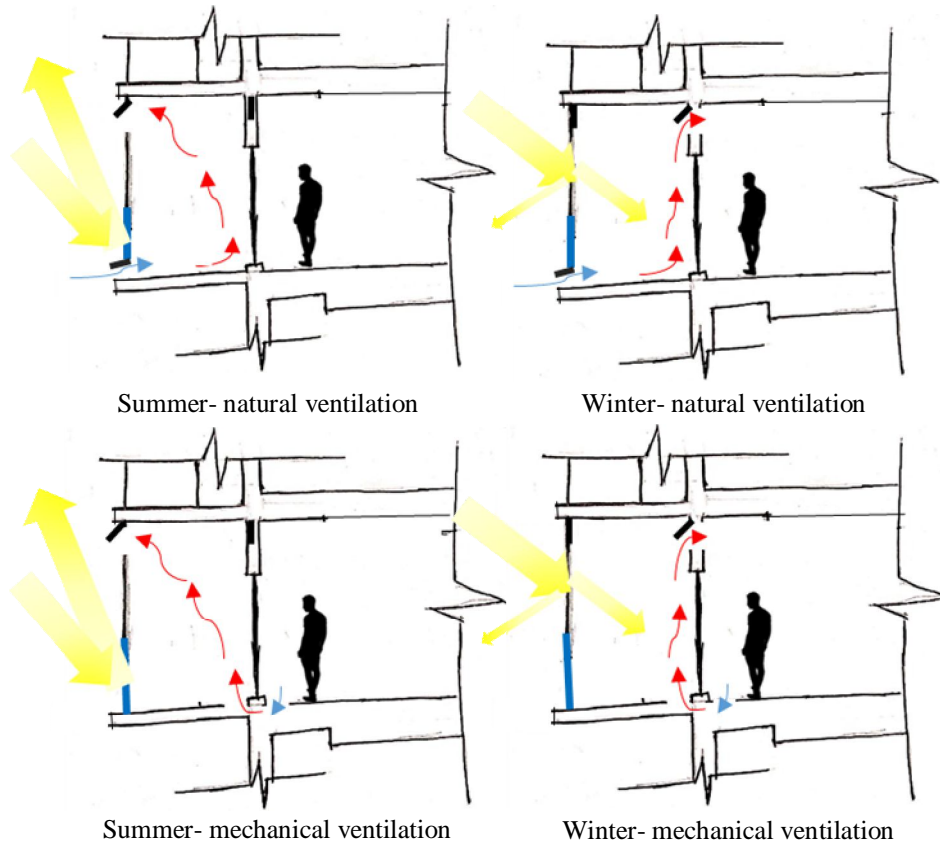 Summer- natural ventilation
Winter- natural ventilation
Summer- mechanical ventilation
Winter- mechanical ventilation